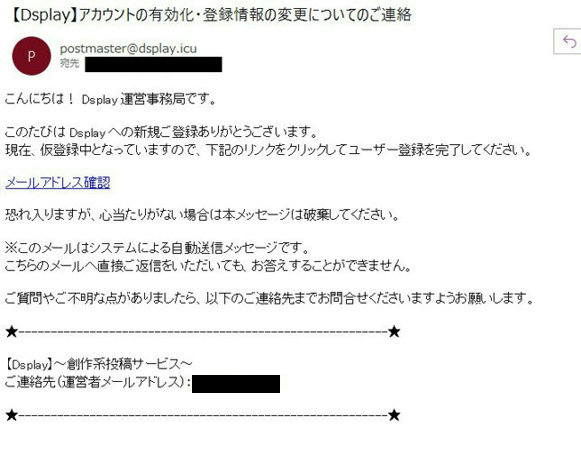 【Dsplay】アカウントの有効化・登録情報の変更についてのご連絡
P
postmaster@dsplay.icu
宛先
こんにちは！ Dsplay運営事務局です。
このたびは Dsplay への新規ご登録ありがとうございます。
現在、仮登録中となっていますので、下記のリンクをクリックしてユーザー登録を完了してください。
メールアドレス確認
恐れ入りますが、心当たりがない場合は本メッセージは破棄してください。
※このメールはシステムによる自動送信メッセージです。
こちらのメールへ直接ご返信をいただいても、お答えすることができません。
ご質問やご不明な点がありましたら、以下のご連絡先までお問合せくださいますようお願いします。
★---------------------------------------------------------★
【Dsplay】～創作系投稿サービス～
ご連絡先（運営者メールアドレス）：
★---------------------------------------------------------★